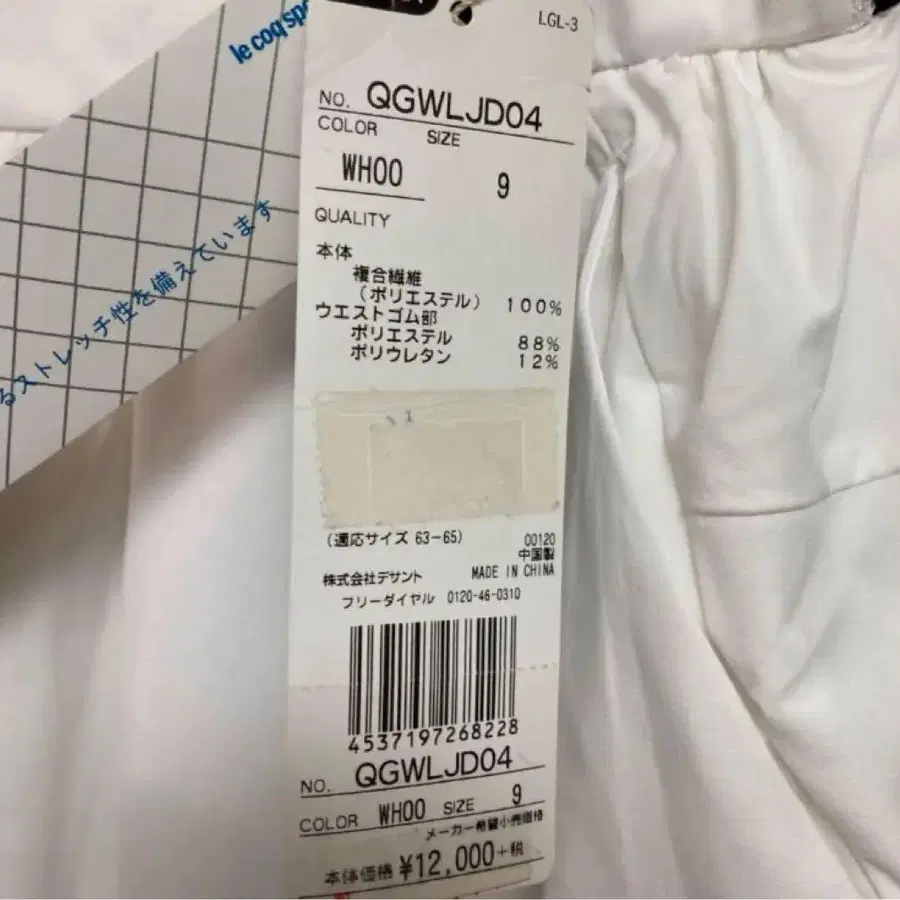 le coq spo
るストレッチ性を備えています
LGL-3
NO. QGWLJD04
COLOR SIZE
WH00 9
QUALITY
本体
複合繊維
(ポリエステル) 100%
ウエストゴム部
ポリエステル 88%
ポリウレタン 12%
(適応サイズ 63-65)
00120
中国製
株式会社デサント MADE IN CHINA
フリーダイヤル 0120-46-0310
4537197268228
NO. QGWLJD04
COLOR WH00 SIZE 9
メーカー希望小売価格
本体価格 ¥12,000+税